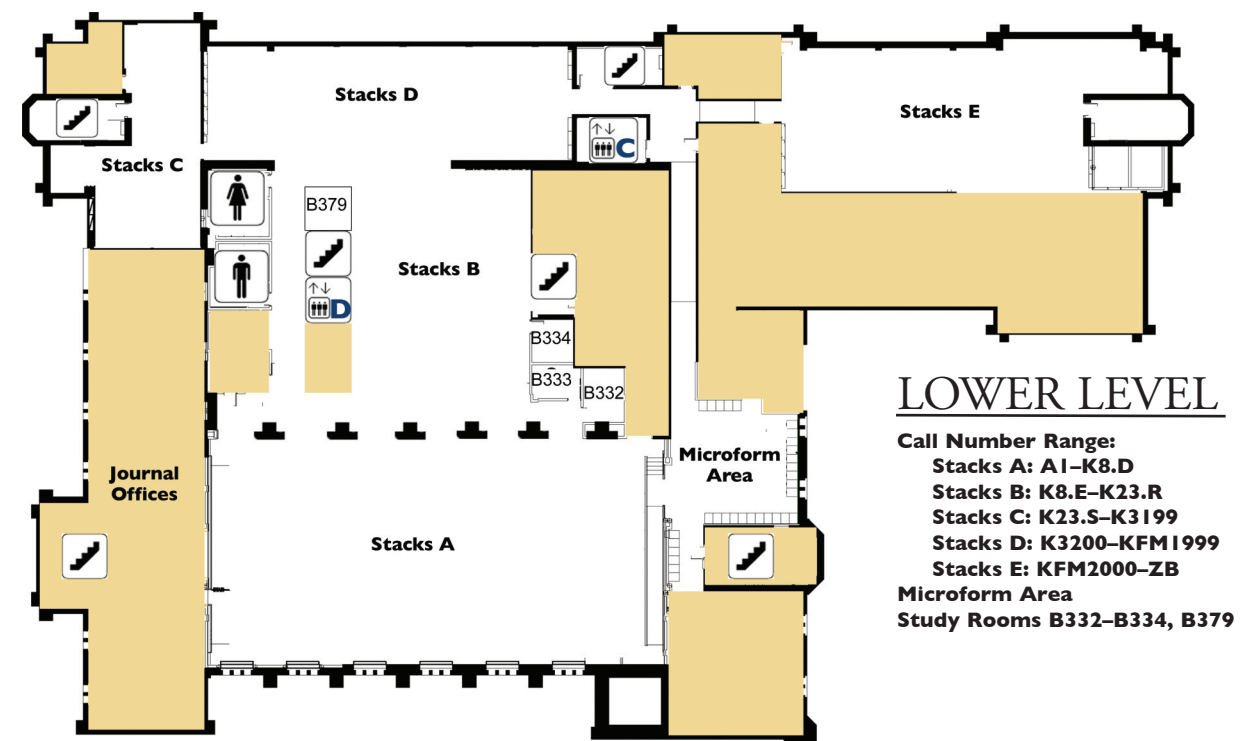 Stacks D
Stacks E
C
Stacks C
B379
Stacks B
D
B334
B333
B332
LOWER LEVEL
Call Number Range:
Stacks A: A1–K8.D
Stacks B: K8.E–K23.R
Stacks C: K23.S–K3199
Stacks D: K3200–KFM1999
Stacks E: KFM2000–ZB
Microform Area
Study Rooms B332–B334, B379
Microform
Area
Journal
Offices
Stacks A